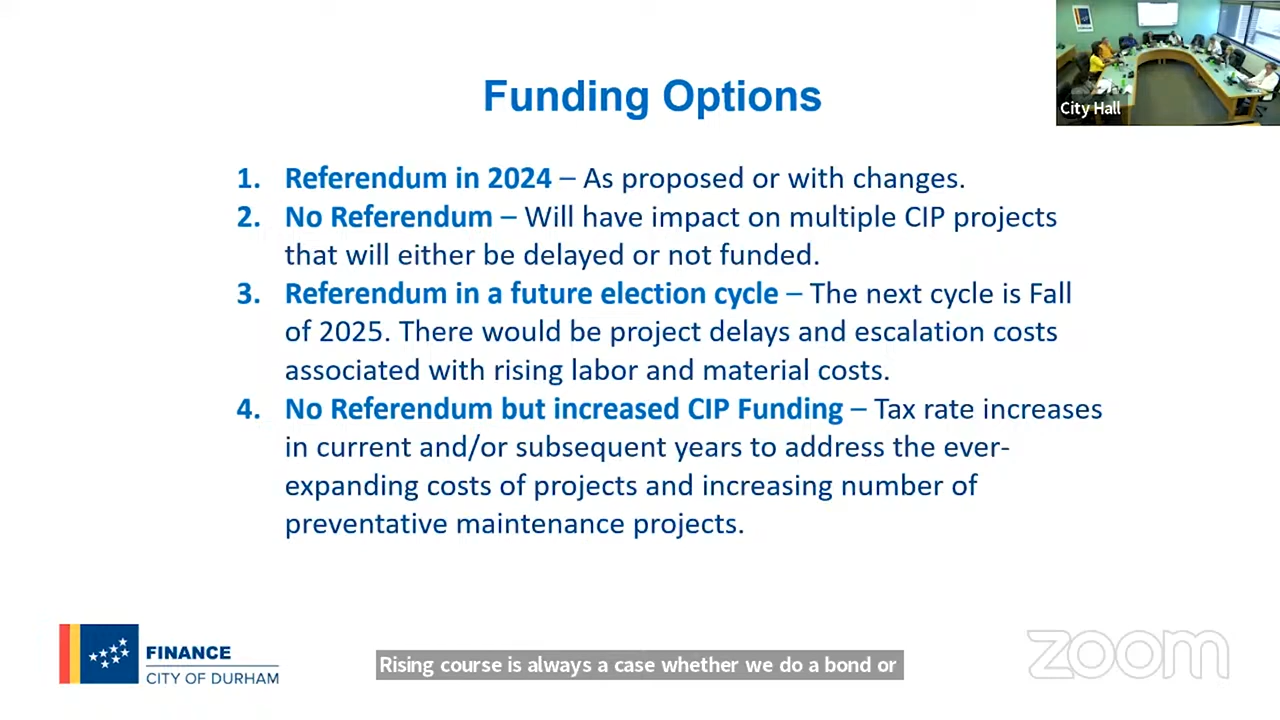 Funding Options
City Hall
1. Referendum in 2024 – As proposed or with changes.
2. No Referendum – Will have impact on multiple CIP projects
that will either be delayed or not funded.
3. Referendum in a future election cycle – The next cycle is Fall
of 2025. There would be project delays and escalation costs
associated with rising labor and material costs.
4. No Referendum but increased CIP Funding – Tax rate increases
in current and/or subsequent years to address the ever-
expanding costs of projects and increasing number of
preventative maintenance projects.
FINANCE
CITY OF DURHAM
Rising course is always a case whether we do a bond or
zoom